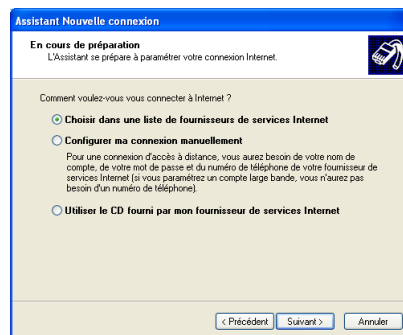 Assistant Nouvelle connexion
En cours de préparation
L'Assistant se prépare à paramétrer votre connexion Internet.
Comment voulez-vous vous connecter à Internet ?
Choisir dans une liste de fournisseurs de services Internet
Configurer ma connexion manuellement
Pour une connexion d'accès à distance, vous aurez besoin de votre nom de
compte, de votre mot de passe et du numéro de téléphone de votre fournisseur de
services Internet (si vous paramétrez un compte large bande, vous n'aurez pas
besoin d'un numéro de téléphone).
Utiliser le CD fourni par mon fournisseur de services Internet
< Précédent
Suivant >
Annuler